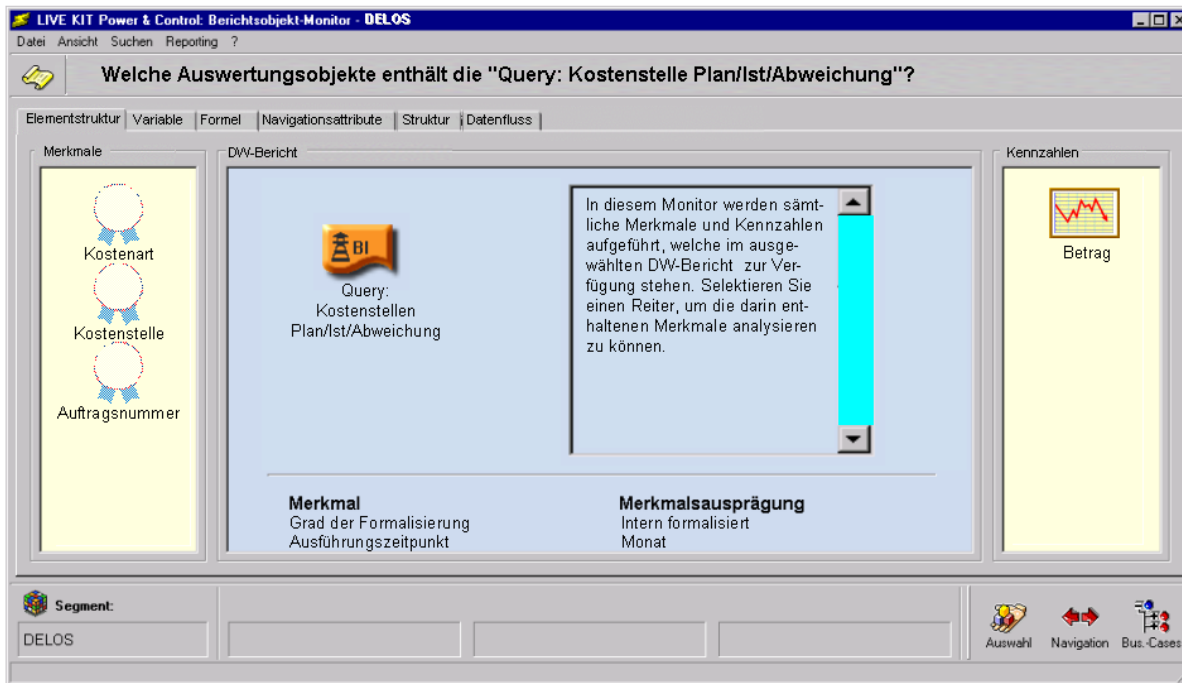 LIVE KIT Power & Control: Berichtsobjekt-Monitor - DELOS
Datei Ansicht Suchen Reporting ?
Welche Auswertungsobjekte enthält die "Query: Kostenstelle Plan/Ist/Abweichung"?
Elementstruktur Variable Formel Navigationsattribute Struktur Datenfluss
Merkmale
Kostenart
Kostenstelle
Auftragsnummer
DW-Bericht
BI
Query:
Kostenstellen
Plan/Ist/Abweichung
In diesem Monitor werden sämt-
liche Merkmale und Kennzahlen
aufgeführt, welche im ausge-
wählten DW-Bericht zur Ver-
fügung stehen. Selektieren Sie
einen Reiter, um die darin ent-
haltenen Merkmale analysieren
zu können.
Merkmal Merkmalsausprägung
Grad der Formalisierung Intern formalisiert
Ausführungszeitpunkt Monat
Kennzahlen
Betrag
Segment:
DELOS
Auswahl Navigation Bus.-Cases